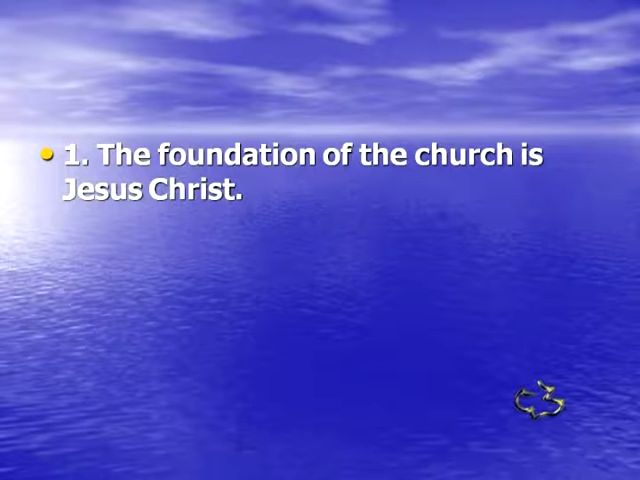 • 1. The foundation of the church is
Jesus Christ.